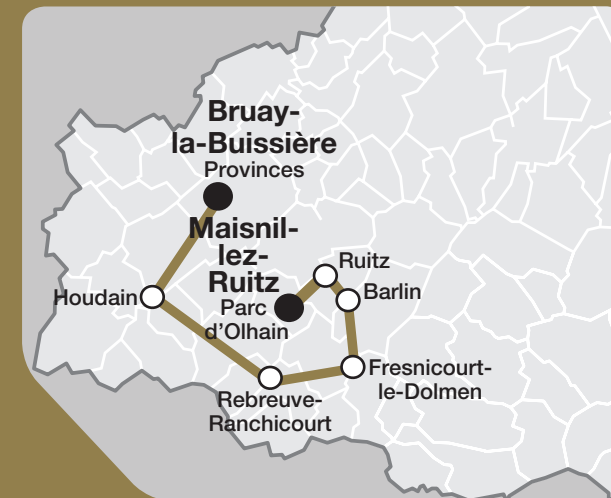 Bruay-
la-Buissière
Provinces
Maisnil-
lez-
Ruitz
Parc
d’Olhain
Ruitz
Barlin
Houdain
Fresnicourt-
le-Dolmen
Rebreuve-
Ranchicourt